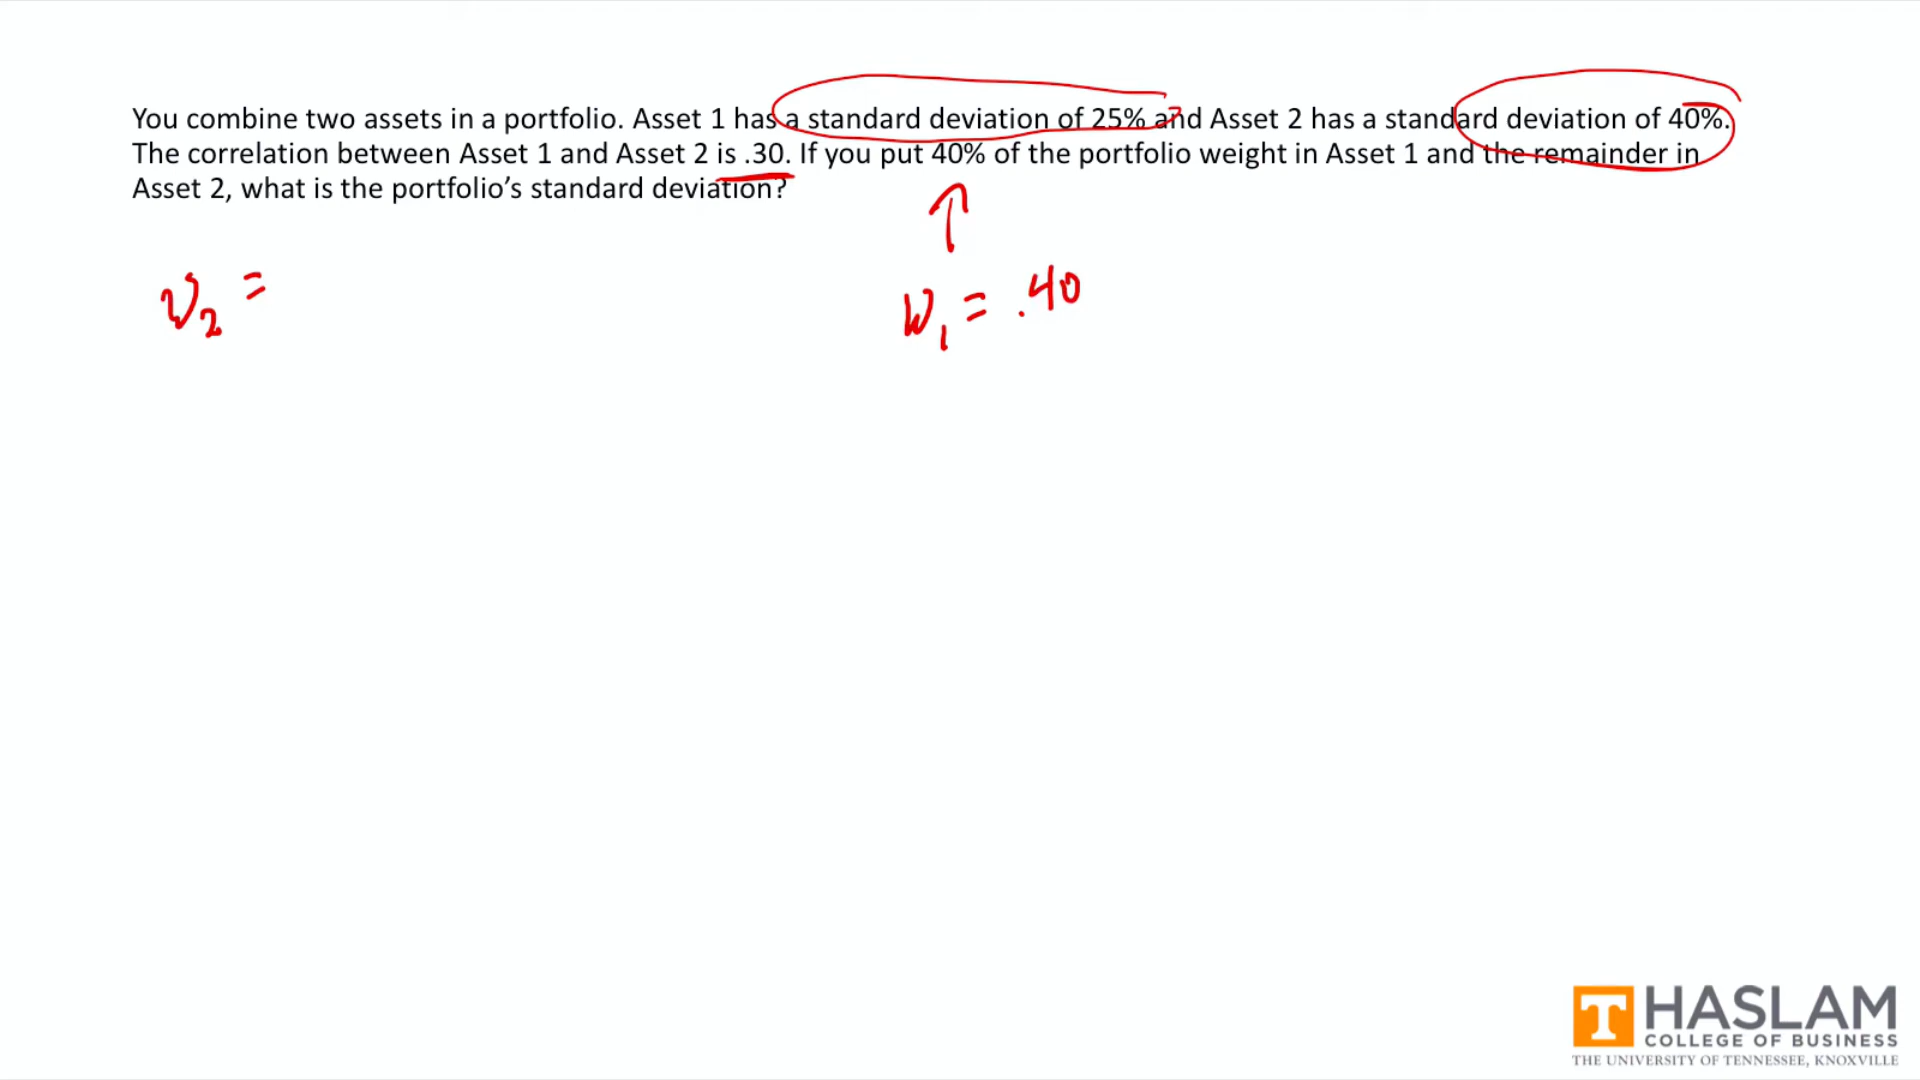 You combine two assets in a portfolio. Asset 1 has a standard deviation of 25% and Asset 2 has a standard deviation of 40%.
The correlation between Asset 1 and Asset 2 is .30. If you put 40% of the portfolio weight in Asset 1 and the remainder in
Asset 2, what is the portfolio’s standard deviation?
w₂ =
w₁ = .40
T HASLAM
COLLEGE OF BUSINESS
THE UNIVERSITY OF TENNESSEE, KNOXVILLE